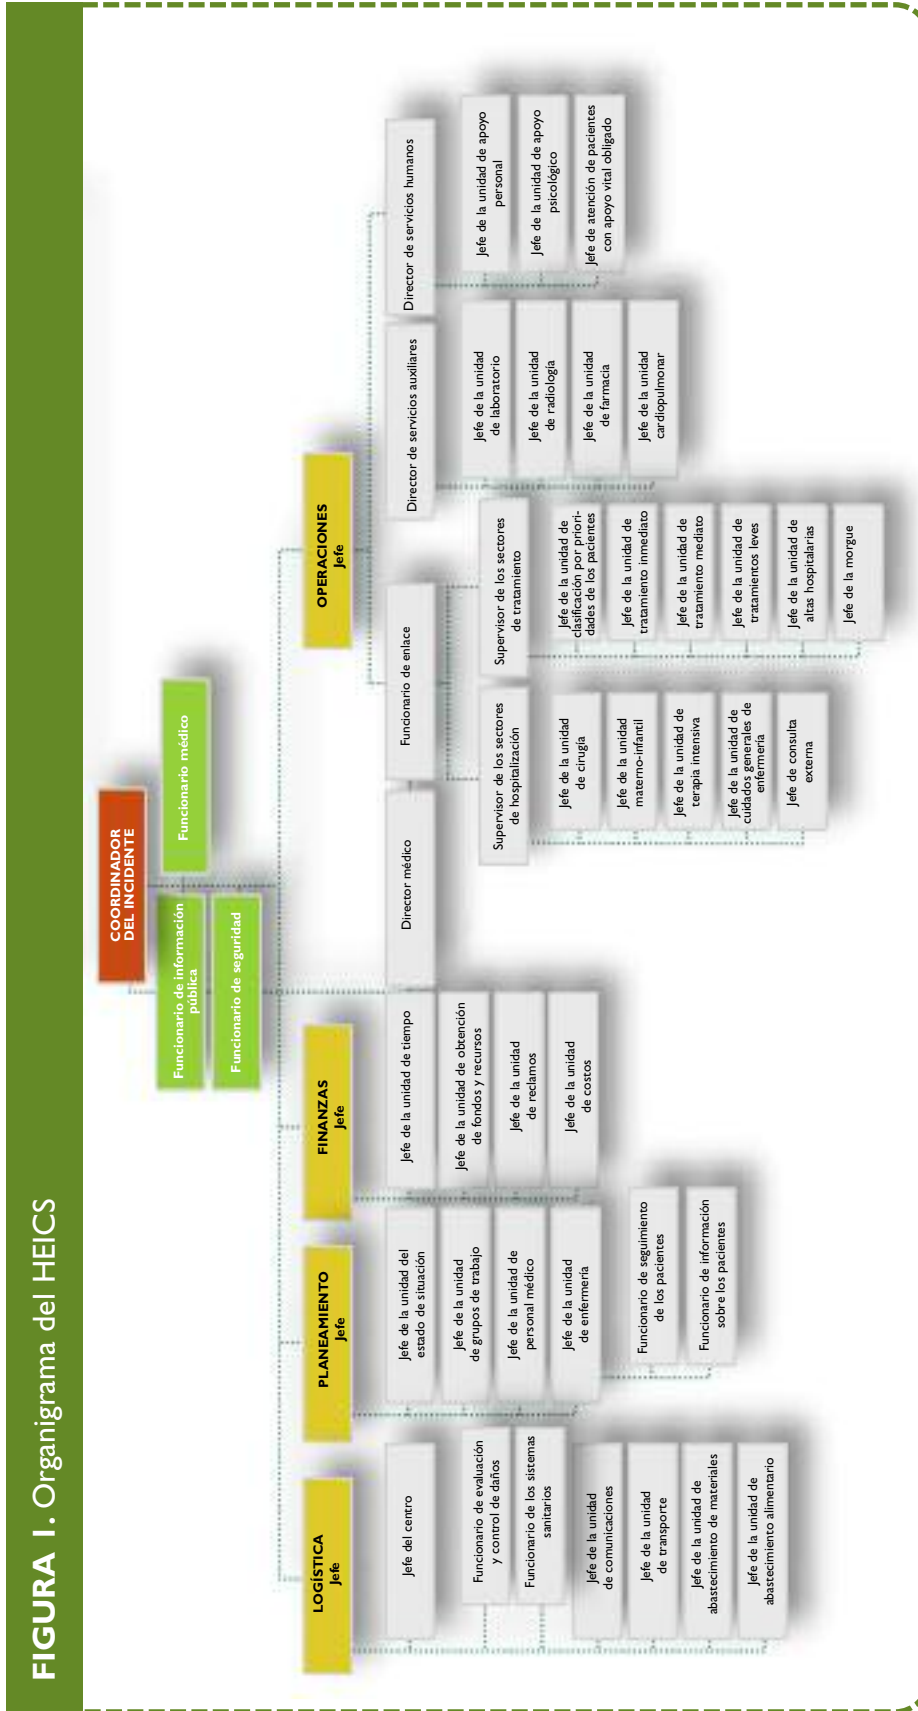 FIGURA 1. Organigrama del HEICS
COORDINADOR
DEL INCIDENTE
Funcionario de información
pública
Funcionario médico
Funcionario de seguridad
LOGÍSTICA
Jefe
PLANEAMIENTO
Jefe
FINANZAS
Jefe
OPERACIONES
Jefe
Jefe del centro
Funcionario de evaluación
y control de daños
Funcionario de los sistemas
sanitarios
Jefe de la unidad
de comunicaciones
Jefe de la unidad
de transporte
Jefe de la unidad de
abastecimiento de materiales
Jefe de la unidad de
abastecimiento alimentario
Jefe de la unidad del
estado de situación
Jefe de la unidad
de grupos de trabajo
Jefe de la unidad de
personal médico
Jefe de la unidad
de enfermería
Funcionario de seguimiento
de los pacientes
Funcionario de información
sobre los pacientes
Jefe de la unidad de tiempo
Jefe de la unidad de obtención
de fondos y recursos
Jefe de la unidad
de reclamos
Jefe de la unidad
de costos
Director médico
Funcionario de enlace
Supervisor de los sectores
de hospitalización
Jefe de la unidad
de cirugía
Jefe de la unidad
materno-infantil
Jefe de la unidad de
terapia intensiva
Jefe de la unidad de
cuidados generales de
enfermería
Jefe de consulta
externa
Supervisor de los sectores
de tratamiento
Jefe de la unidad de
clasificación por priori-
dades de los pacientes
Jefe de la unidad de
tratamiento inmediato
Jefe de la unidad de
tratamiento mediato
Jefe de la unidad de
tratamientos leves
Jefe de la unidad de
altas hospitalarias
Jefe de la morgue
Director de servicios auxiliares
Jefe de la unidad
de laboratorio
Jefe de la unidad
de radiología
Jefe de la unidad
de farmacia
Jefe de la unidad
cardiopulmonar
Director de servicios humanos
Jefe de la unidad de apoyo
personal
Jefe de la unidad de apoyo
psicológico
Jefe de atención de pacientes
con apoyo vital obligado